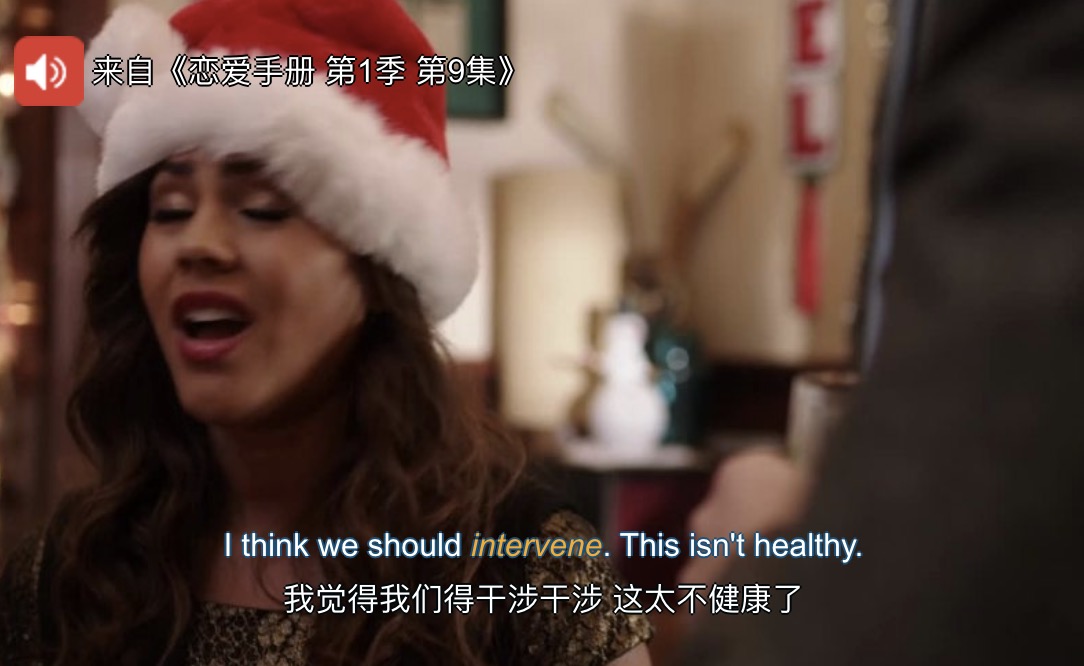 来自《恋爱手册 第1季 第9集》
E
L
I think we should intervene. This isn't healthy.
我觉得我们得干涉干涉 这太不健康了